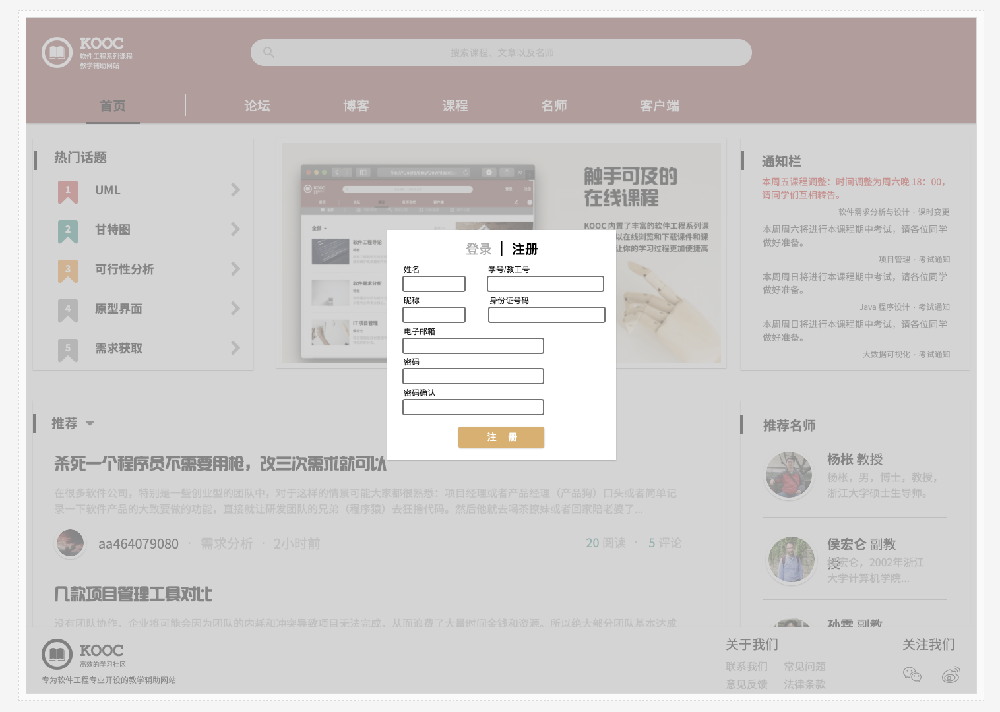 KOOC
软件工程系列课程
教学辅助网站
搜索课程、文章以及名师
首页
论坛
博客
课程
名师
客户端
热门话题
1
UML
2
甘特图
3
可行性分析
4
原型界面
5
需求获取
触手可及的
在线课程
KOOC 内置了丰富的软件工程系列课
以在线浏览和下载课件和课
让你的学习过程更加便捷高
file:///Users/cmy/Downloads
全部
软件工程导论
软件需求分析
IT 项目管理
通知栏
本周五课程调整：时间调整为周六晚 18：00，
请同学们互相转告。
软件需求分析与设计 · 课时变更
本周周六将进行本课程期中考试，请各位同学
做好准备。
项目管理 · 考试通知
本周周日将进行本课程期中考试，请各位同学
做好准备。
Java 程序设计 · 考试通知
本周周日将进行本课程期中考试，请各位同学
做好准备。
大数据可视化 · 考试通知
登录 | 注册
姓名
学号/教工号
昵称
身份证号码
电子邮箱
密码
密码确认
注 册
推荐
杀死一个程序员不需要用枪，改三次需求就可以
在很多软件公司，特别是一些创业型的团队中，对于这样的情景可能大家都很熟悉：项目经理或者产品经理（产品狗）口头或者简单记
录一下软件产品的大致要做的功能，直接就让研发团队的兄弟（程序猿）去狂撸代码。然后他就去喝茶撩妹或者回家陪老婆了...
aa464079080 · 需求分析 · 2小时前
20 阅读 · 5 评论
几款项目管理工具对比
没有团队协作，企业将可能会因为团队的内耗和冲突导致项目无法完成，从而浪费了大量时间金钱和资源。所以绝大部分团队基本达成
推荐名师
杨枨 教授
杨枨，男，博士，教授，
浙江大学硕士生导师。
侯宏仑 副教
授
侯宏仑，2002年浙江
大学计算机学院...
孙霖 副教
KOOC
高效的学习社区
专为软件工程专业开设的教学辅助网站
关于我们
联系我们
常见问题
意见反馈
法律条款
关注我们